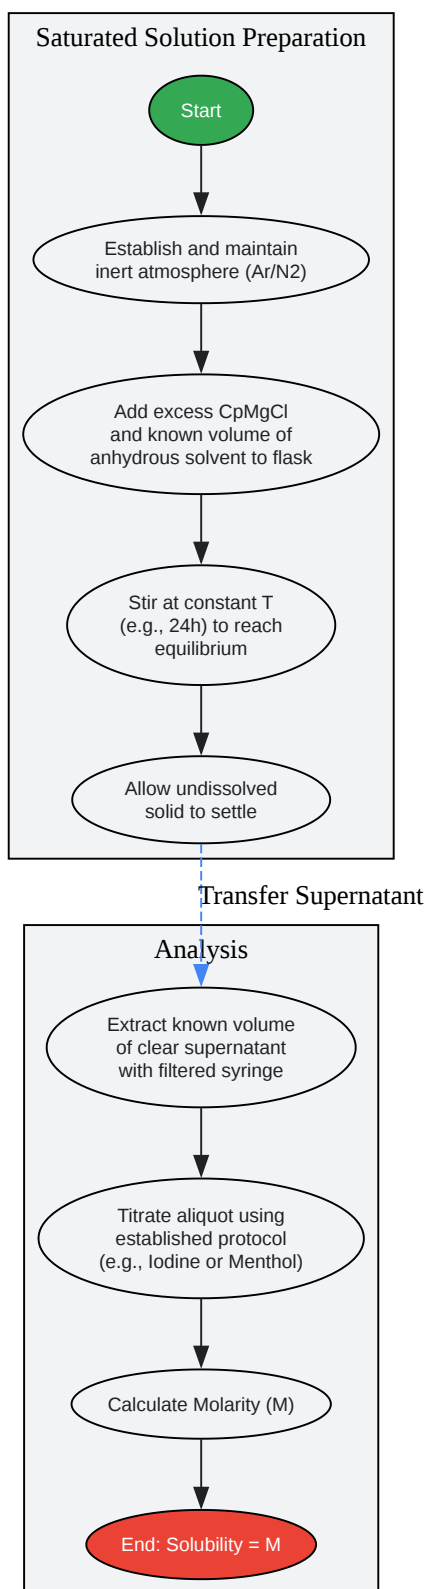 Saturated Solution Preparation
Start
Establish and maintain
inert atmosphere (Ar/N2)
Add excess CpMgCl
and known volume of
anhydrous solvent to flask
Stir at constant T
(e.g., 24h) to reach
equilibrium
Allow undissolved
solid to settle
Transfer Supernatant
Analysis
Extract known volume
of clear supernatant
with filtered syringe
Titrate aliquot using
established protocol
(e.g., Iodine or Menthol)
Calculate Molarity (M)
End: Solubility = M